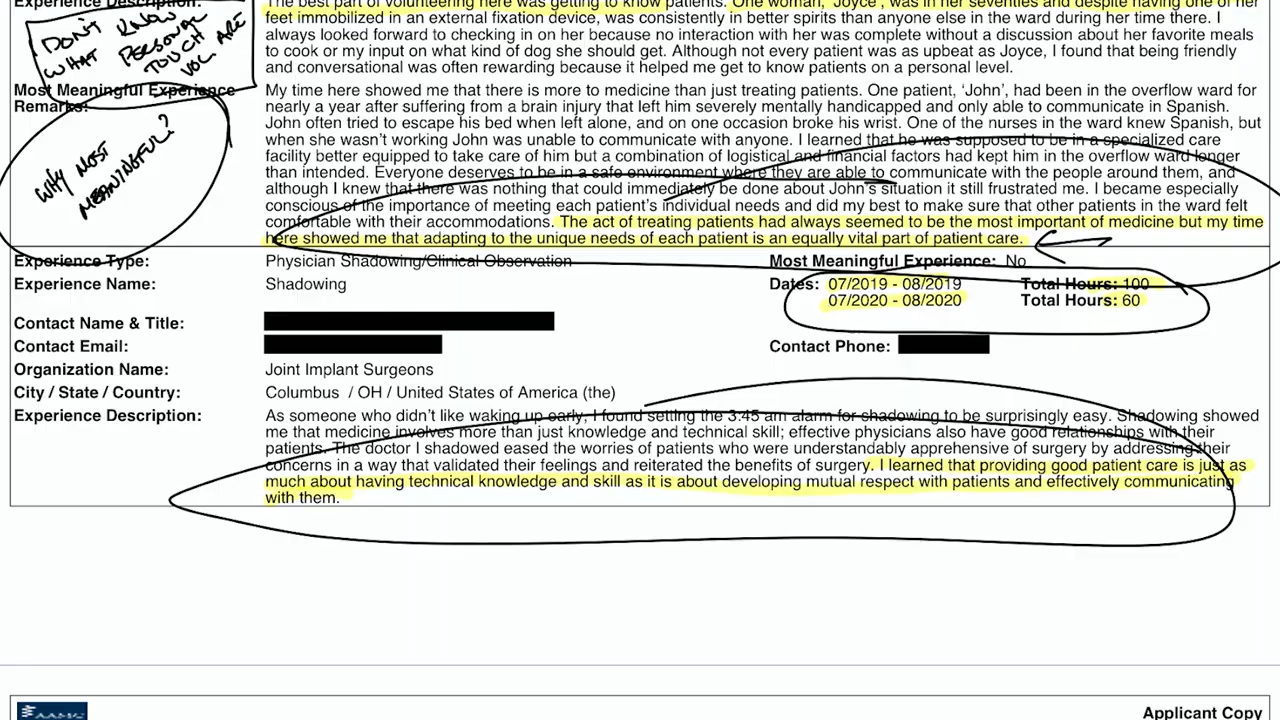 Experience Description:
The best part of volunteering here was getting to know patients. One woman, 'Joyce', was in her seventies and despite having one of her
feet immobilized in an external fixation device, was consistently in better spirits than anyone else in the ward during her time there. I
always looked forward to checking in on her because no interaction with her was complete without a discussion about her favorite meals
to cook or my input on what kind of dog she should get. Although not every patient was as upbeat as Joyce, I found that being friendly
and conversational was often rewarding because it helped me get to know patients on a personal level.
DON'T KNOW
WHAT PERSONAL
TOUCH
ARE
Most Meaningful Experience
Remarks:
My time here showed me that there is more to medicine than just treating patients. One patient, 'John', had been in the overflow ward for
nearly a year after suffering from a brain injury that left him severely mentally handicapped and only able to communicate in Spanish.
John often tried to escape his bed when left alone, and on one occasion broke his wrist. One of the nurses in the ward knew Spanish, but
when she wasn't working John was unable to communicate with anyone. I learned that he was supposed to be in a specialized care
facility better equipped to take care of him but a combination of logistical and financial factors had kept him in the overflow ward longer
than intended. Everyone deserves to be in a safe environment where they are able to communicate with the people around them, and
although I knew that there was nothing that could immediately be done about John's situation it still frustrated me. I became especially
conscious of the importance of meeting each patient's individual needs and did my best to make sure that other patients in the ward felt
comfortable with their accommodations. The act of treating patients had always seemed to be the most important of medicine but my time
here showed me that adapting to the unique needs of each patient is an equally vital part of patient care.
WHY MOST
MEANINGFUL?
Experience Type: Physician Shadowing/Clinical Observation Most Meaningful Experience: No
Experience Name: Shadowing Dates: 07/2019 - 08/2019 Total Hours: 100
07/2020 - 08/2020 Total Hours: 60
Contact Name & Title:
Contact Email: Contact Phone:
Organization Name: Joint Implant Surgeons
City / State / Country: Columbus / OH / United States of America (the)
Experience Description:
As someone who didn't like waking up early, I found setting the 3:45 am alarm for shadowing to be surprisingly easy. Shadowing showed
me that medicine involves more than just knowledge and technical skill; effective physicians also have good relationships with their
patients. The doctor I shadowed eased the worries of patients who were understandably apprehensive of surgery by addressing their
concerns in a way that validated their feelings and reiterated the benefits of surgery. I learned that providing good patient care is just as
much about having technical knowledge and skill as it is about developing mutual respect with patients and effectively communicating
with them.
Applicant Copy